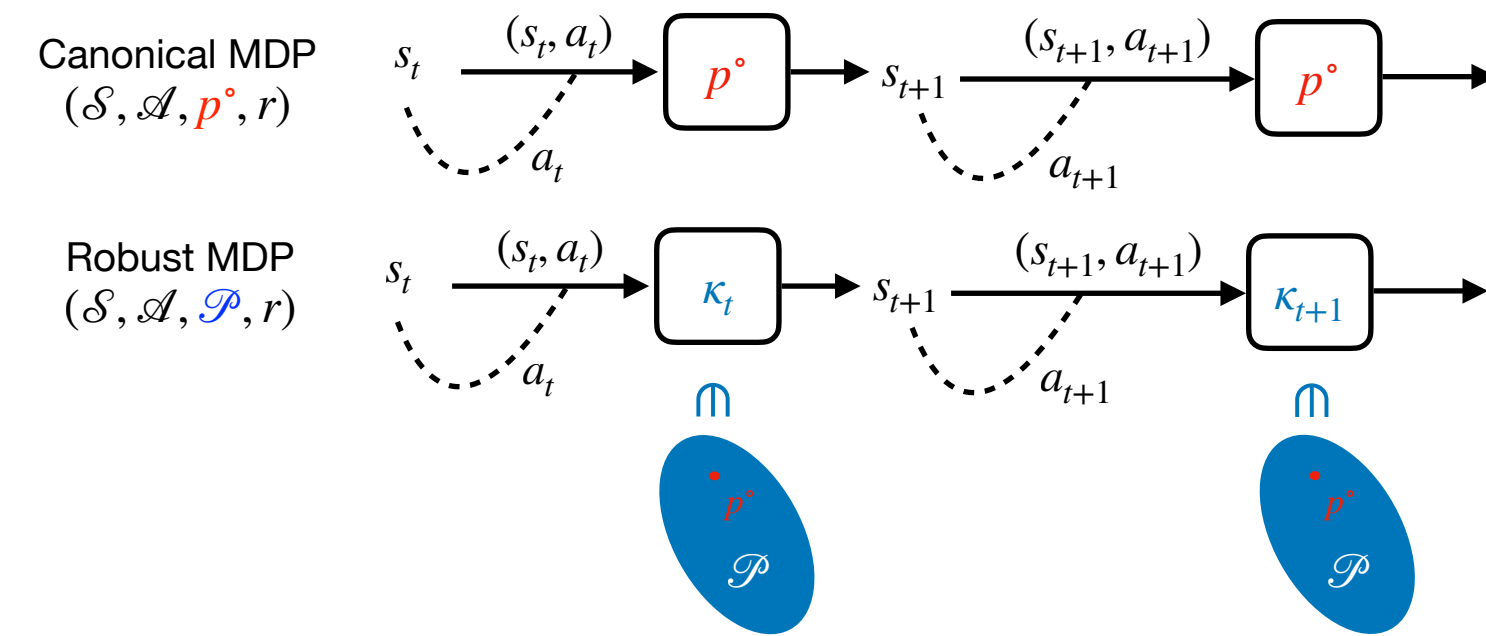 Canonical MDP
(𝒮, 𝒜, p°, r)
s_t
(s_t, a_t)
a_t
p°
s_{t+1}
(s_{t+1}, a_{t+1})
a_{t+1}
p°
Robust MDP
(𝒮, 𝒜, 𝒫, r)
s_t
(s_t, a_t)
a_t
κ_t
s_{t+1}
(s_{t+1}, a_{t+1})
a_{t+1}
κ_{t+1}
∈
∈
p°
p°
𝒫
𝒫